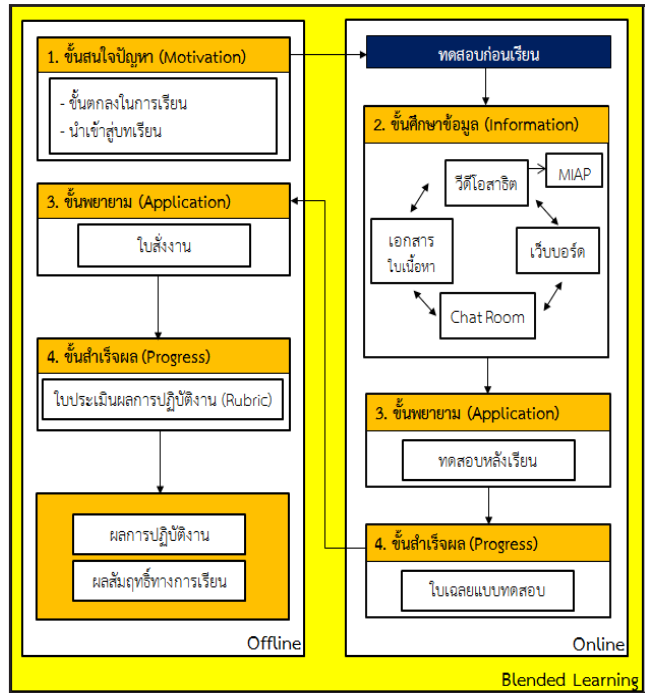 1. ขั้นสนใจปัญหา (Motivation)
- ขั้นตกลงในการเรียน
- นำเข้าสู่บทเรียน
3. ขั้นพยายาม (Application)
ใบสั่งงาน
4. ขั้นสำเร็จผล (Progress)
ใบประเมินผลการปฏิบัติงาน (Rubric)
ผลการปฏิบัติงาน
ผลสัมฤทธิ์ทางการเรียน
Offline
ทดสอบก่อนเรียน
2. ขั้นศึกษาข้อมูล (Information)
วีดีโอสาธิต
MIAP
เอกสาร
ใบเนื้อหา
เว็บบอร์ด
Chat Room
3. ขั้นพยายาม (Application)
ทดสอบหลังเรียน
4. ขั้นสำเร็จผล (Progress)
ใบเฉลยแบบทดสอบ
Online
Blended Learning